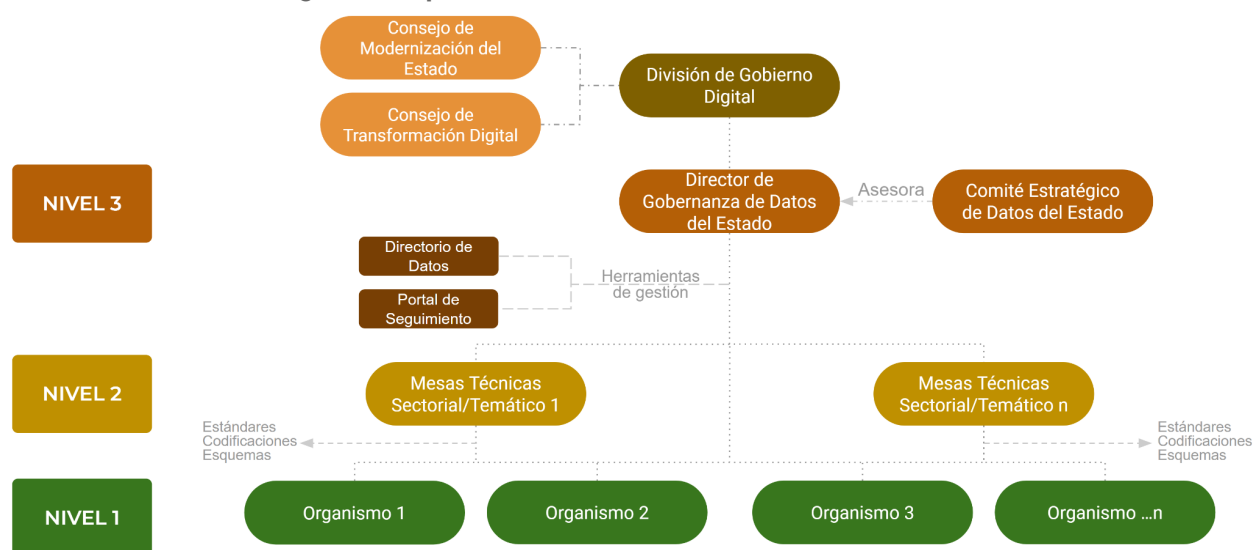 Consejo de
Modernización del
Estado
División de Gobierno
Digital
Consejo de
Transformación Digital
NIVEL 3
Director de
Gobernanza de Datos
del Estado
Asesora
Comité Estratégico
de Datos del Estado
Directorio de
Datos
Herramientas
de gestión
Portal de
Seguimiento
NIVEL 2
Mesas Técnicas
Sectorial/Temático 1
Mesas Técnicas
Sectorial/Temático n
Estándares
Codificaciones
Esquemas
Estándares
Codificaciones
Esquemas
NIVEL 1
Organismo 1
Organismo 2
Organismo 3
Organismo ...n